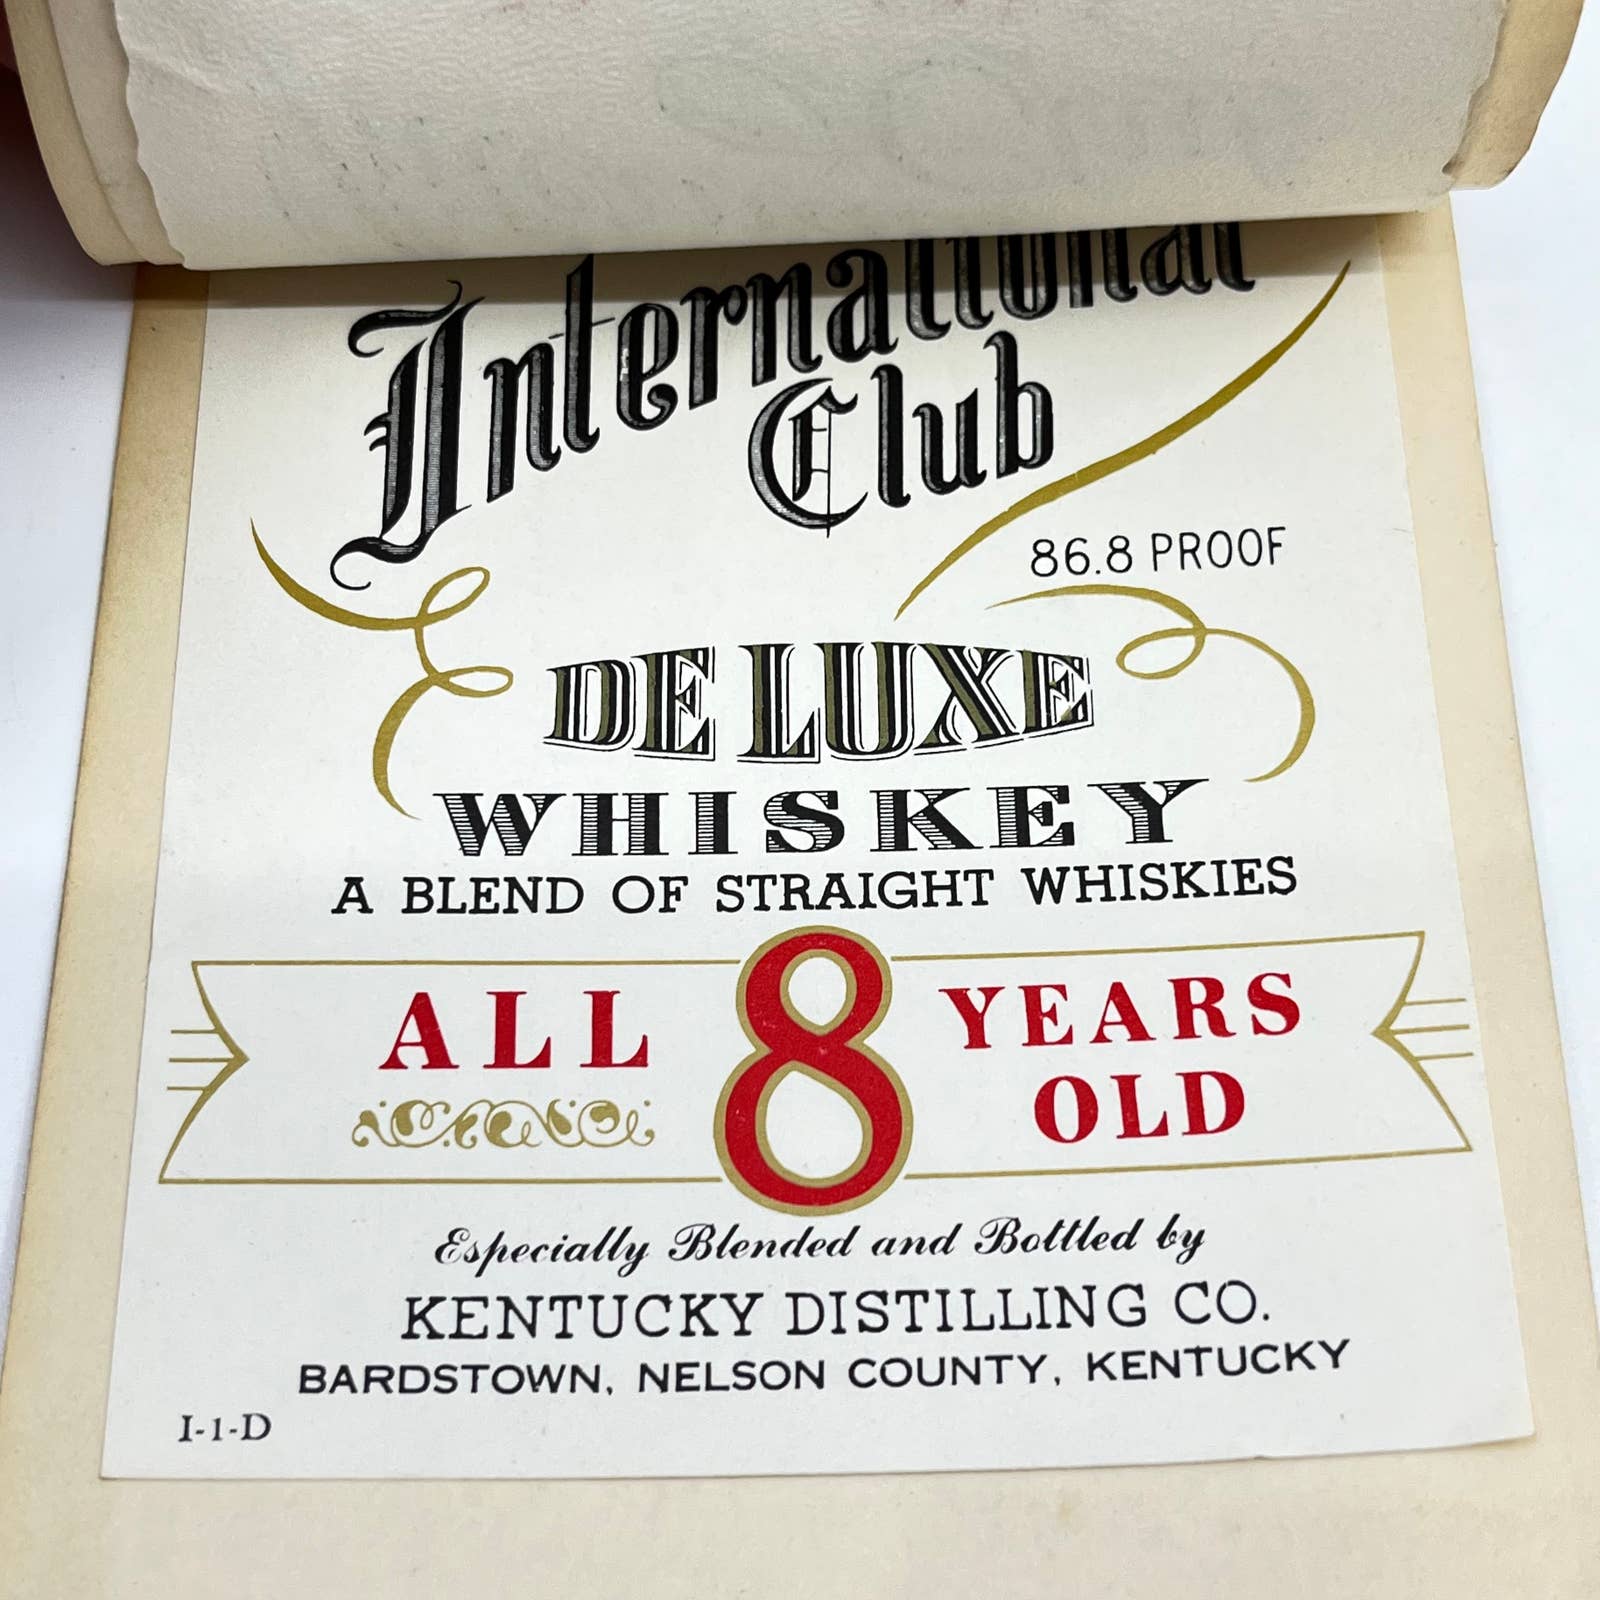 International
Club
86.8 PROOF
DE LUXE
WHISKEY
A BLEND OF STRAIGHT WHISKIES
ALL 8 YEARS
OLD
Especially Blended and Bottled by
KENTUCKY DISTILLING CO.
BARDSTOWN, NELSON COUNTY, KENTUCKY
I-1-D